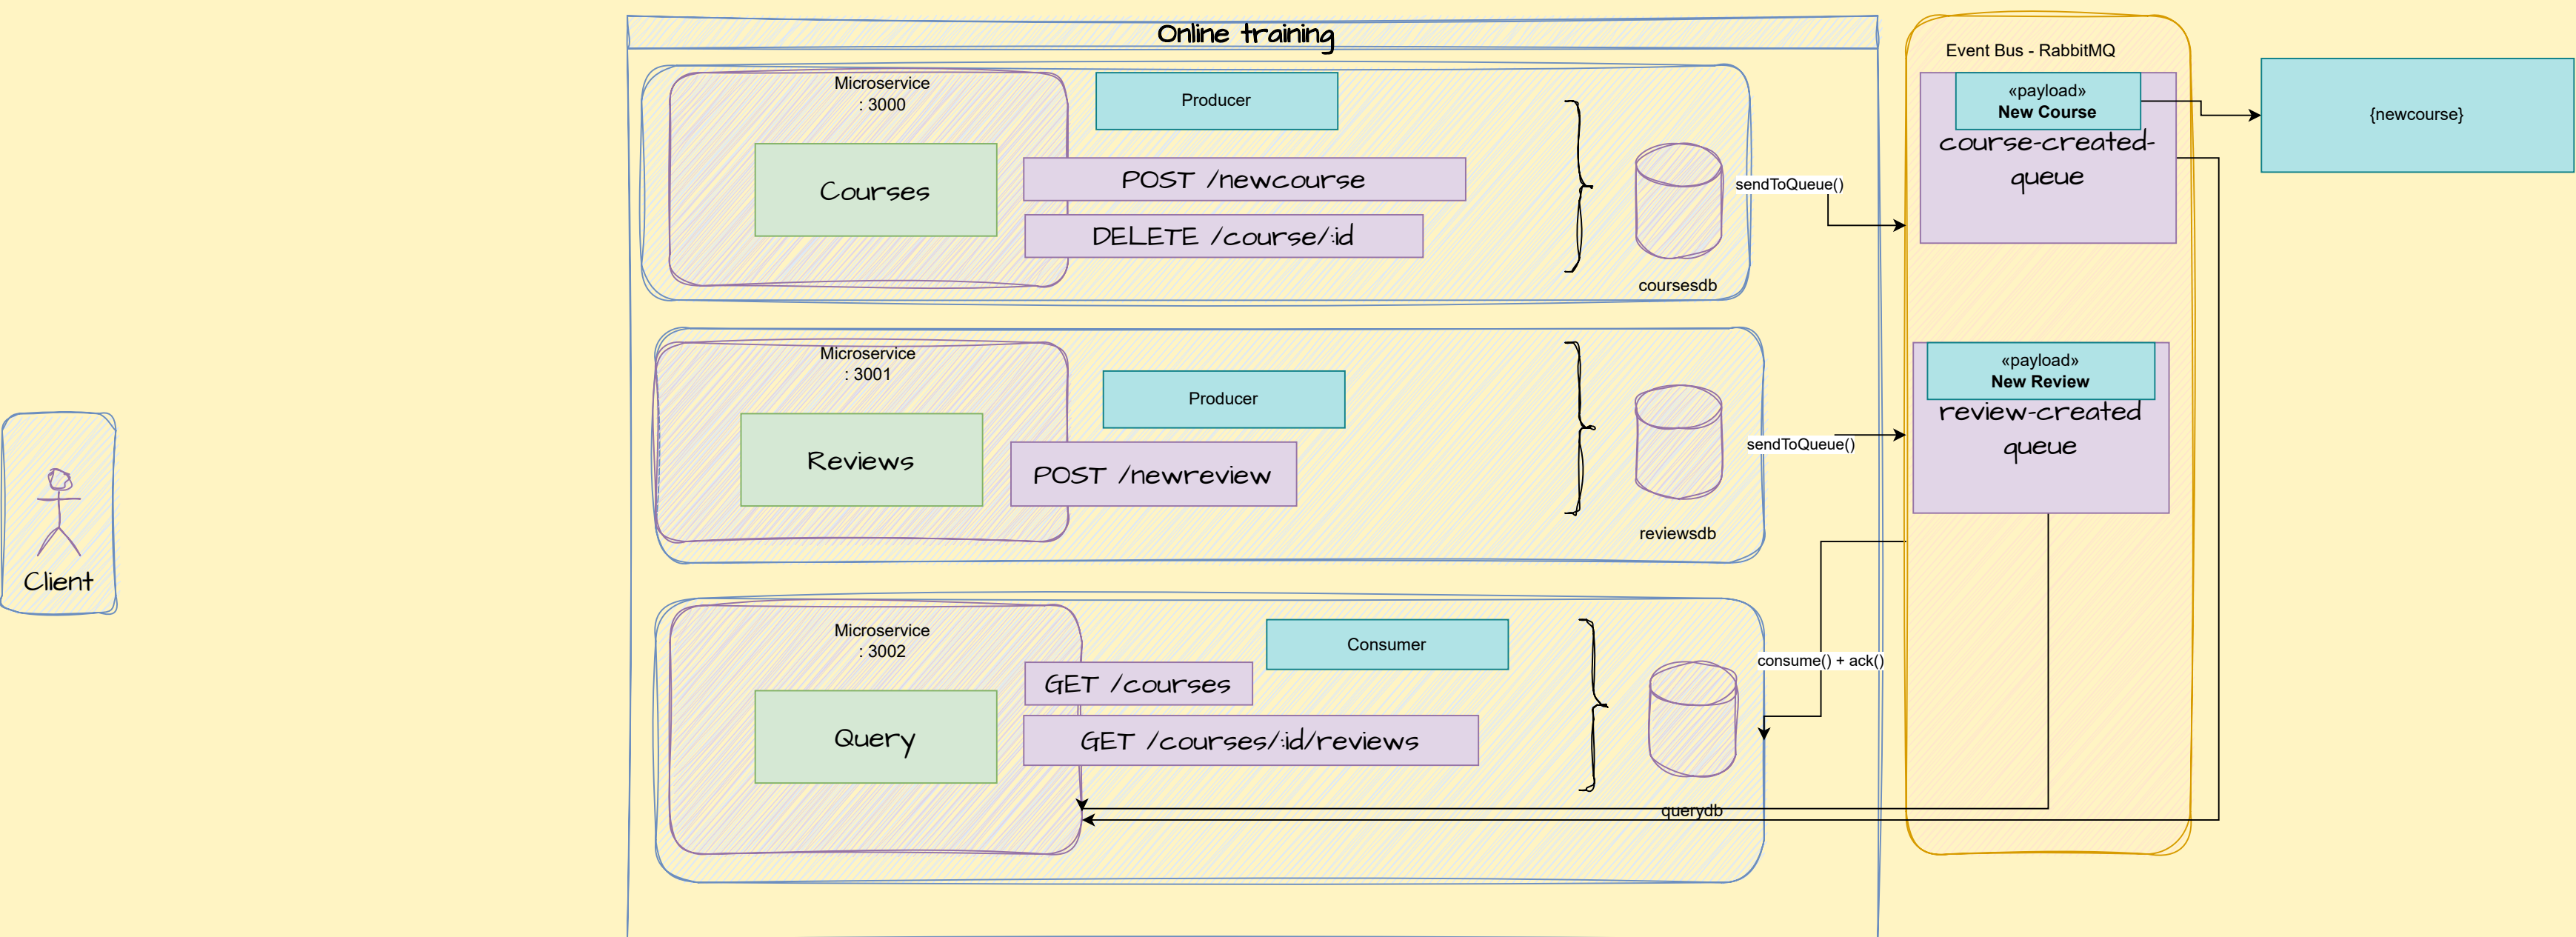 Online training
Microservice
: 3000
Producer
Courses
POST /newcourse
DELETE /course/:id
coursesdb
sendToQueue()
Event Bus - RabbitMQ
«payload»
New Course
course-created-
queue
{newcourse}
Microservice
: 3001
Producer
Reviews
POST /newreview
reviewsdb
sendToQueue()
«payload»
New Review
review-created
queue
Client
Microservice
: 3002
Consumer
GET /courses
Query
GET /courses/:id/reviews
querydb
consume() + ack()